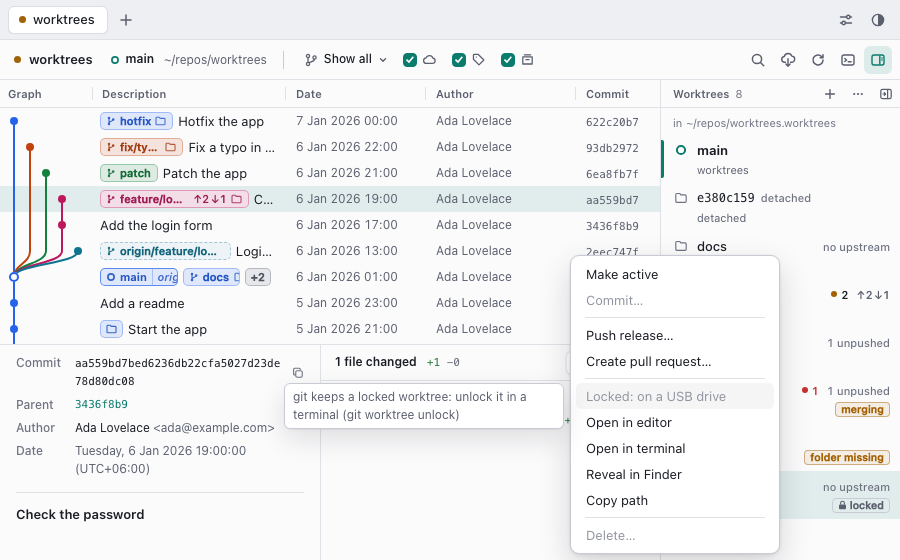 worktrees
worktrees main ~/repos/worktrees Show all
Graph Description Date Author Commit
hotfix Hotfix the app 7 Jan 2026 00:00 Ada Lovelace 622c20b7
fix/ty… Fix a typo in … 6 Jan 2026 22:00 Ada Lovelace 93db2972
patch Patch the app 6 Jan 2026 21:00 Ada Lovelace 6ea8fb7f
feature/lo… ↑2↓1 C… 6 Jan 2026 19:00 Ada Lovelace aa559bd7
Add the login form 6 Jan 2026 17:00 Ada Lovelace 3436f8b9
origin/feature/lo… Logi… 6 Jan 2026 13:00 Ada Lovelace 2eec747f
main orig docs +2 6 Jan 2026 01:00 Ada Lovelace
Add a readme 5 Jan 2026 23:00 Ada Lovelace
Start the app 5 Jan 2026 21:00 Ada Lovelace
Worktrees 8
in ~/repos/worktrees.worktrees
main
worktrees
e380c159 detached
detached
docs no upstream
2 ↑2↓1
1 unpushed
1 1 unpushed
merging
folder missing
no upstream
locked
Make active
Commit…
Push release…
Create pull request…
Locked: on a USB drive
Open in editor
Open in terminal
Reveal in Finder
Copy path
Delete…
Commit aa559bd7bed6236db22cfa5027d23de
78d80dc08
Parent 3436f8b9
Author Ada Lovelace <ada@example.com>
Date Tuesday, 6 Jan 2026 19:00:00
(UTC+06:00)
Check the password
1 file changed +1 −0
git keeps a locked worktree: unlock it in a
terminal (git worktree unlock)
+